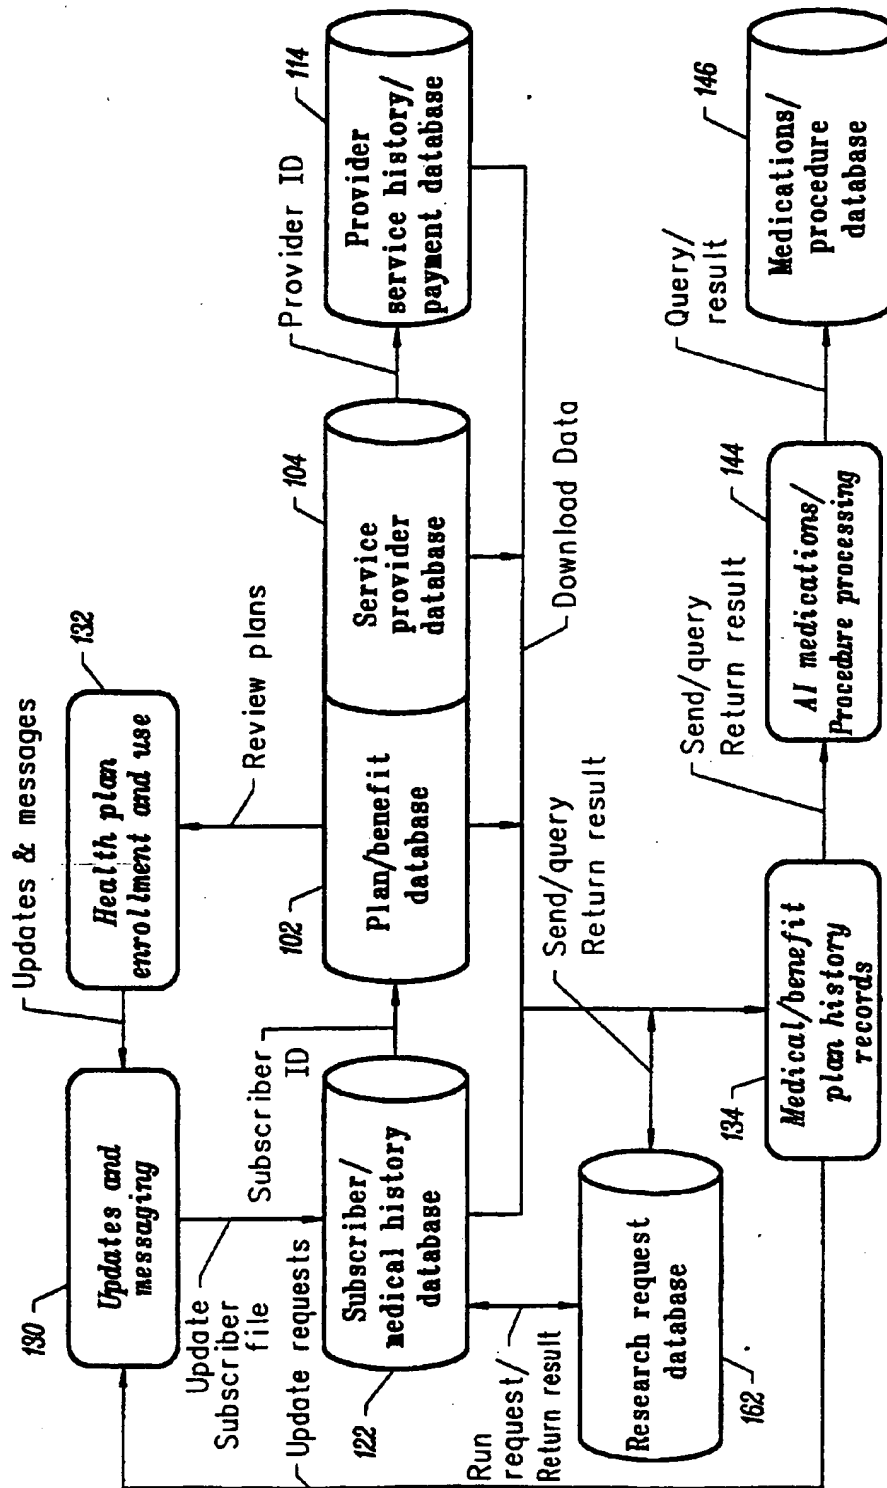 Updates & messages
130
Updates and
messaging
132
Health plan
enrollment and use
Update
Subscriber
file
Review plans
Update requests
Subscriber
ID
Provider ID
122
Subscriber/
medical history
database
102
Plan/benefit
database
104
Service
provider
database
114
Provider
service history/
payment database
Run
request/
Return result
Send/query
Return result
Download Data
162
Research request
database
134
Medical/benefit
plan history
records
Send/query
Return result
144
AI medications/
Procedure processing
Query/
result
146
Medications/
procedure
database